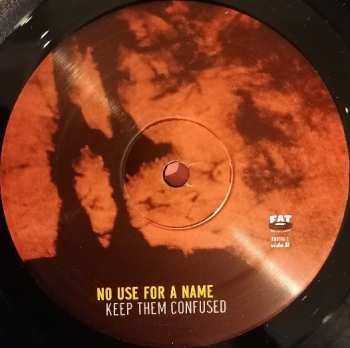 FAT
side B
NO USE FOR A NAME
KEEP THEM CONFUSED